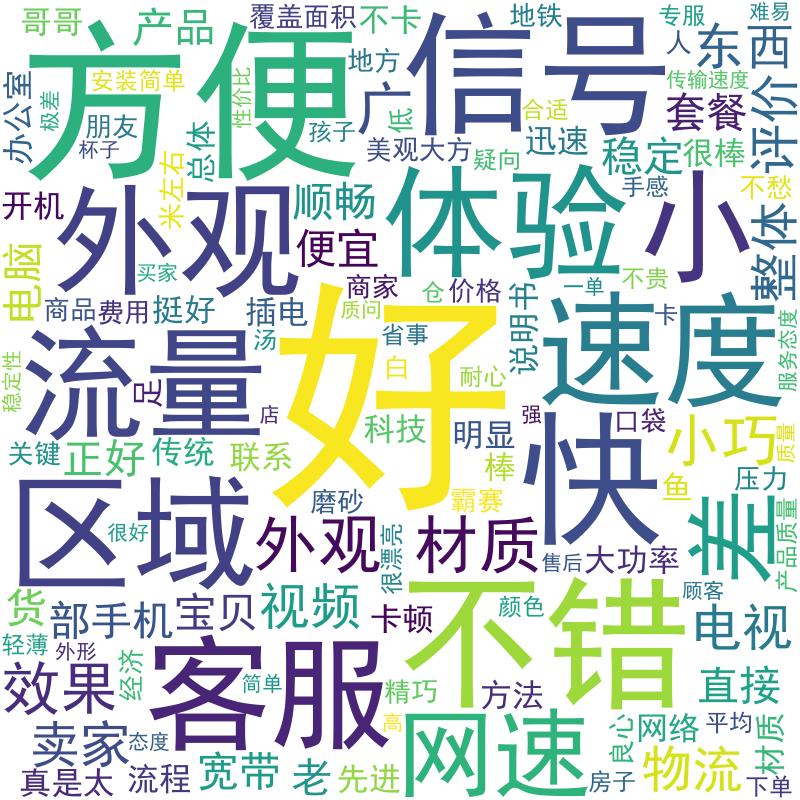 哥哥
产品
覆盖面积
不卡
地铁
专服
难易
人
东西
方便
信号
安装简单
性价比
地方
广
传输速度
办公室
极差
朋友
杯子
总体
孩子
低
合适
迅速
套餐
评价
米左右
美观大方
疑问
稳定
很棒
开机
外观
顺畅
体验
手感
小
不愁
整体
便宜
电脑
买家
商家
仓
价格
一单
不贵
商品
费用
挺好
插电
质问
说明书
速度
卡
服务态度
汤
好
省事
稳定性
流量
足
白
耐心
店
强
口袋
小巧
质量
快
关键
正好
传统
联系
科技
明显
棒
鱼
压力
差
产品质量
区域
磨砂
霸赛
很好
外观
很漂亮
材质
售后
大功率
货
部手机
宝贝
视频
卡顿
不错
颜色
顾客
电视
轻薄
外形
效果
经济
客服
简单
精巧
方法
直接
高
网速
卖家
态度
良心
网络
平均
材质
真是太
流程
宽带
老
先进
房子
物流
下单